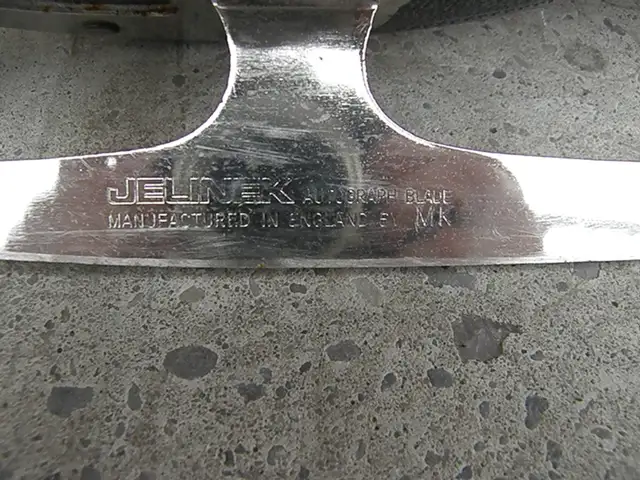 JELINEK AUTOGRAPH BLADE
MANUFACTURED IN ENGLAND BY MK